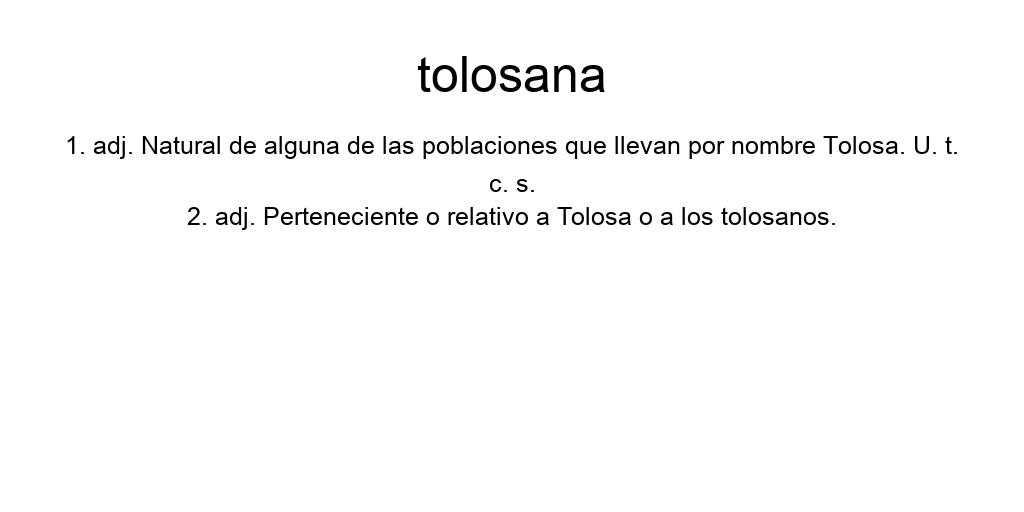 tolosana
1. adj. Natural de alguna de las poblaciones que llevan por nombre Tolosa. U. t.
c. s.
2. adj. Perteneciente o relativo a Tolosa o a los tolosanos.